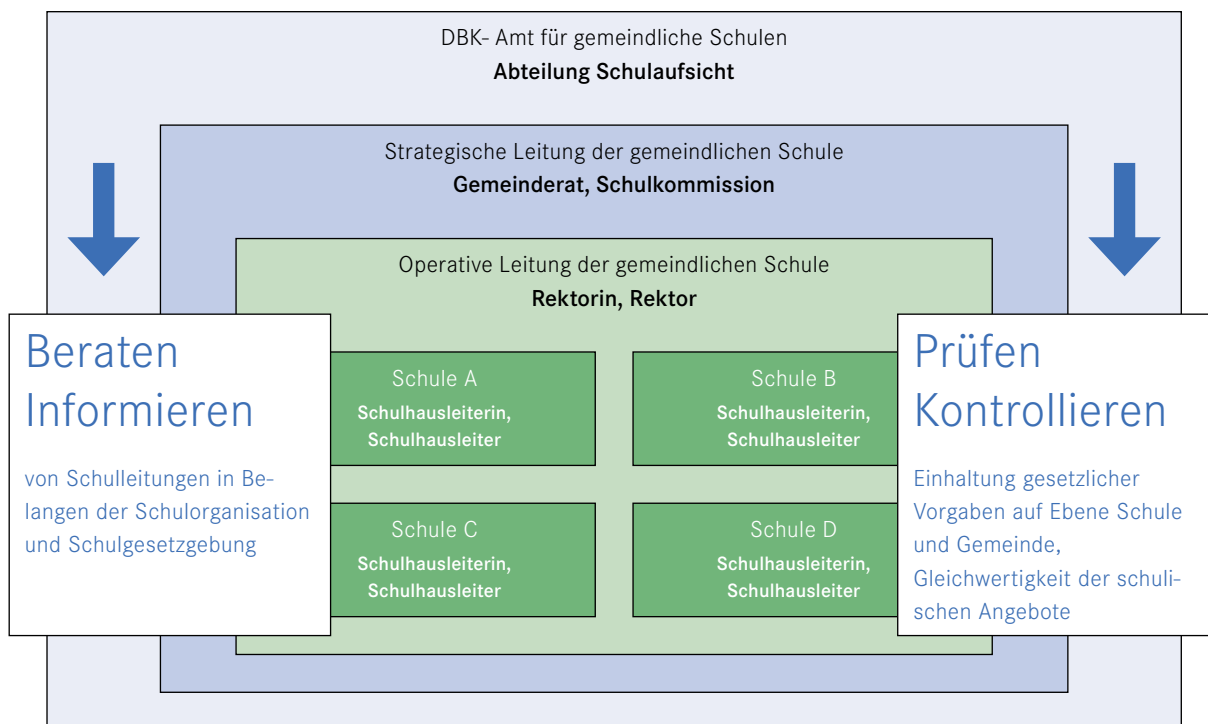 DBK- Amt für gemeindliche Schulen
Abteilung Schulaufsicht
Strategische Leitung der gemeindlichen Schule
Gemeinderat, Schulkommission
Operative Leitung der gemeindlichen Schule
Rektorin, Rektor
Beraten
Informieren
von Schulleitungen in Be-
langen der Schulorganisation
und Schulgesetzgebung
Schule A
Schulhausleiterin,
Schulhausleiter
Schule B
Schulhausleiterin,
Schulhausleiter
Schule C
Schulhausleiterin,
Schulhausleiter
Schule D
Schulhausleiterin,
Schulhausleiter
Prüfen
Kontrollieren
Einhaltung gesetzlicher
Vorgaben auf Ebene Schule
und Gemeinde,
Gleichwertigkeit der schuli-
schen Angebote